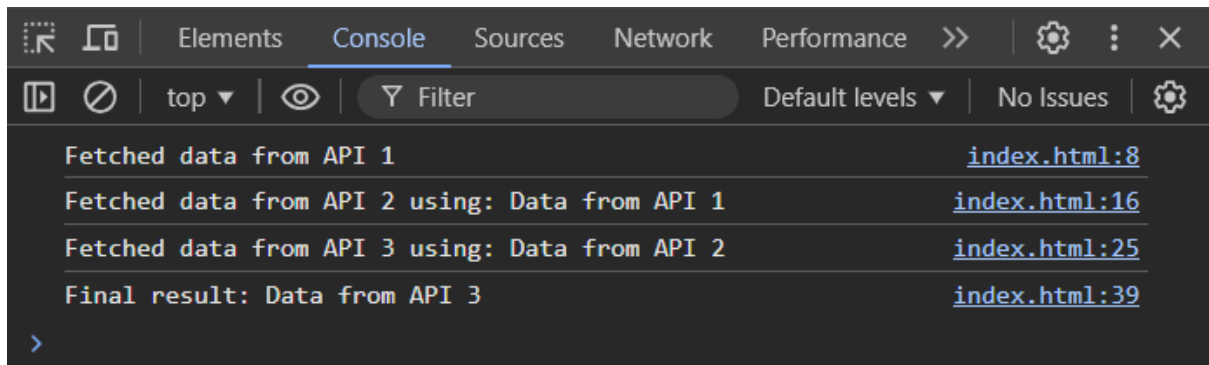 Elements Console Sources Network Performance
top Filter Default levels No Issues
Fetched data from API 1 index.html:8
Fetched data from API 2 using: Data from API 1 index.html:16
Fetched data from API 3 using: Data from API 2 index.html:25
Final result: Data from API 3 index.html:39